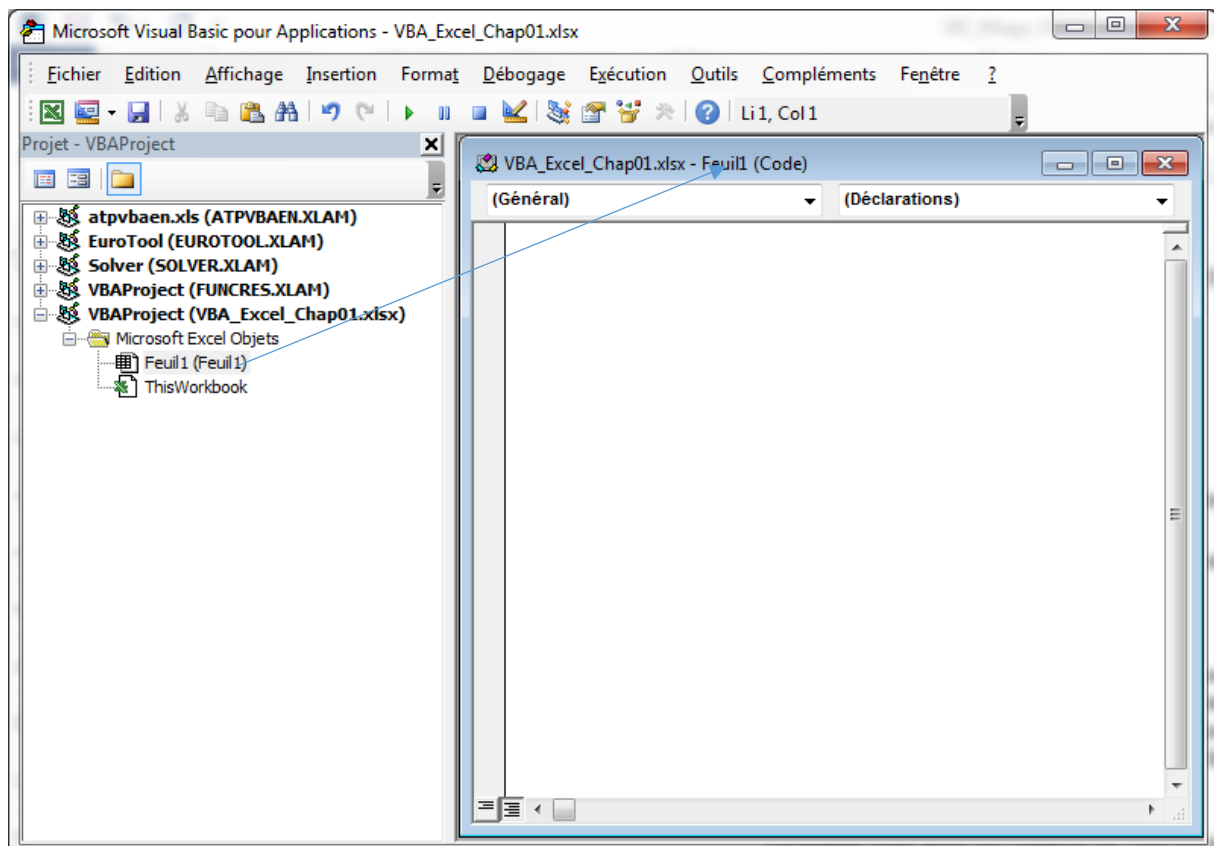 Microsoft Visual Basic pour Applications - VBA_Excel_Chap01.xlsx
Fichier Edition Affichage Insertion Format Débogage Exécution Outils Compléments Fenêtre ?
Li 1, Col 1
Projet - VBAProject
atpvbaen.xls (ATPVBAEN.XLAM)
EuroTool (EUROTOOL.XLAM)
Solver (SOLVER.XLAM)
VBAProject (FUNCRES.XLAM)
VBAProject (VBA_Excel_Chap01.xlsx)
Microsoft Excel Objets
Feuil1 (Feuil1)
ThisWorkbook
VBA_Excel_Chap01.xlsx - Feuil1 (Code)
(Général) (Déclarations)